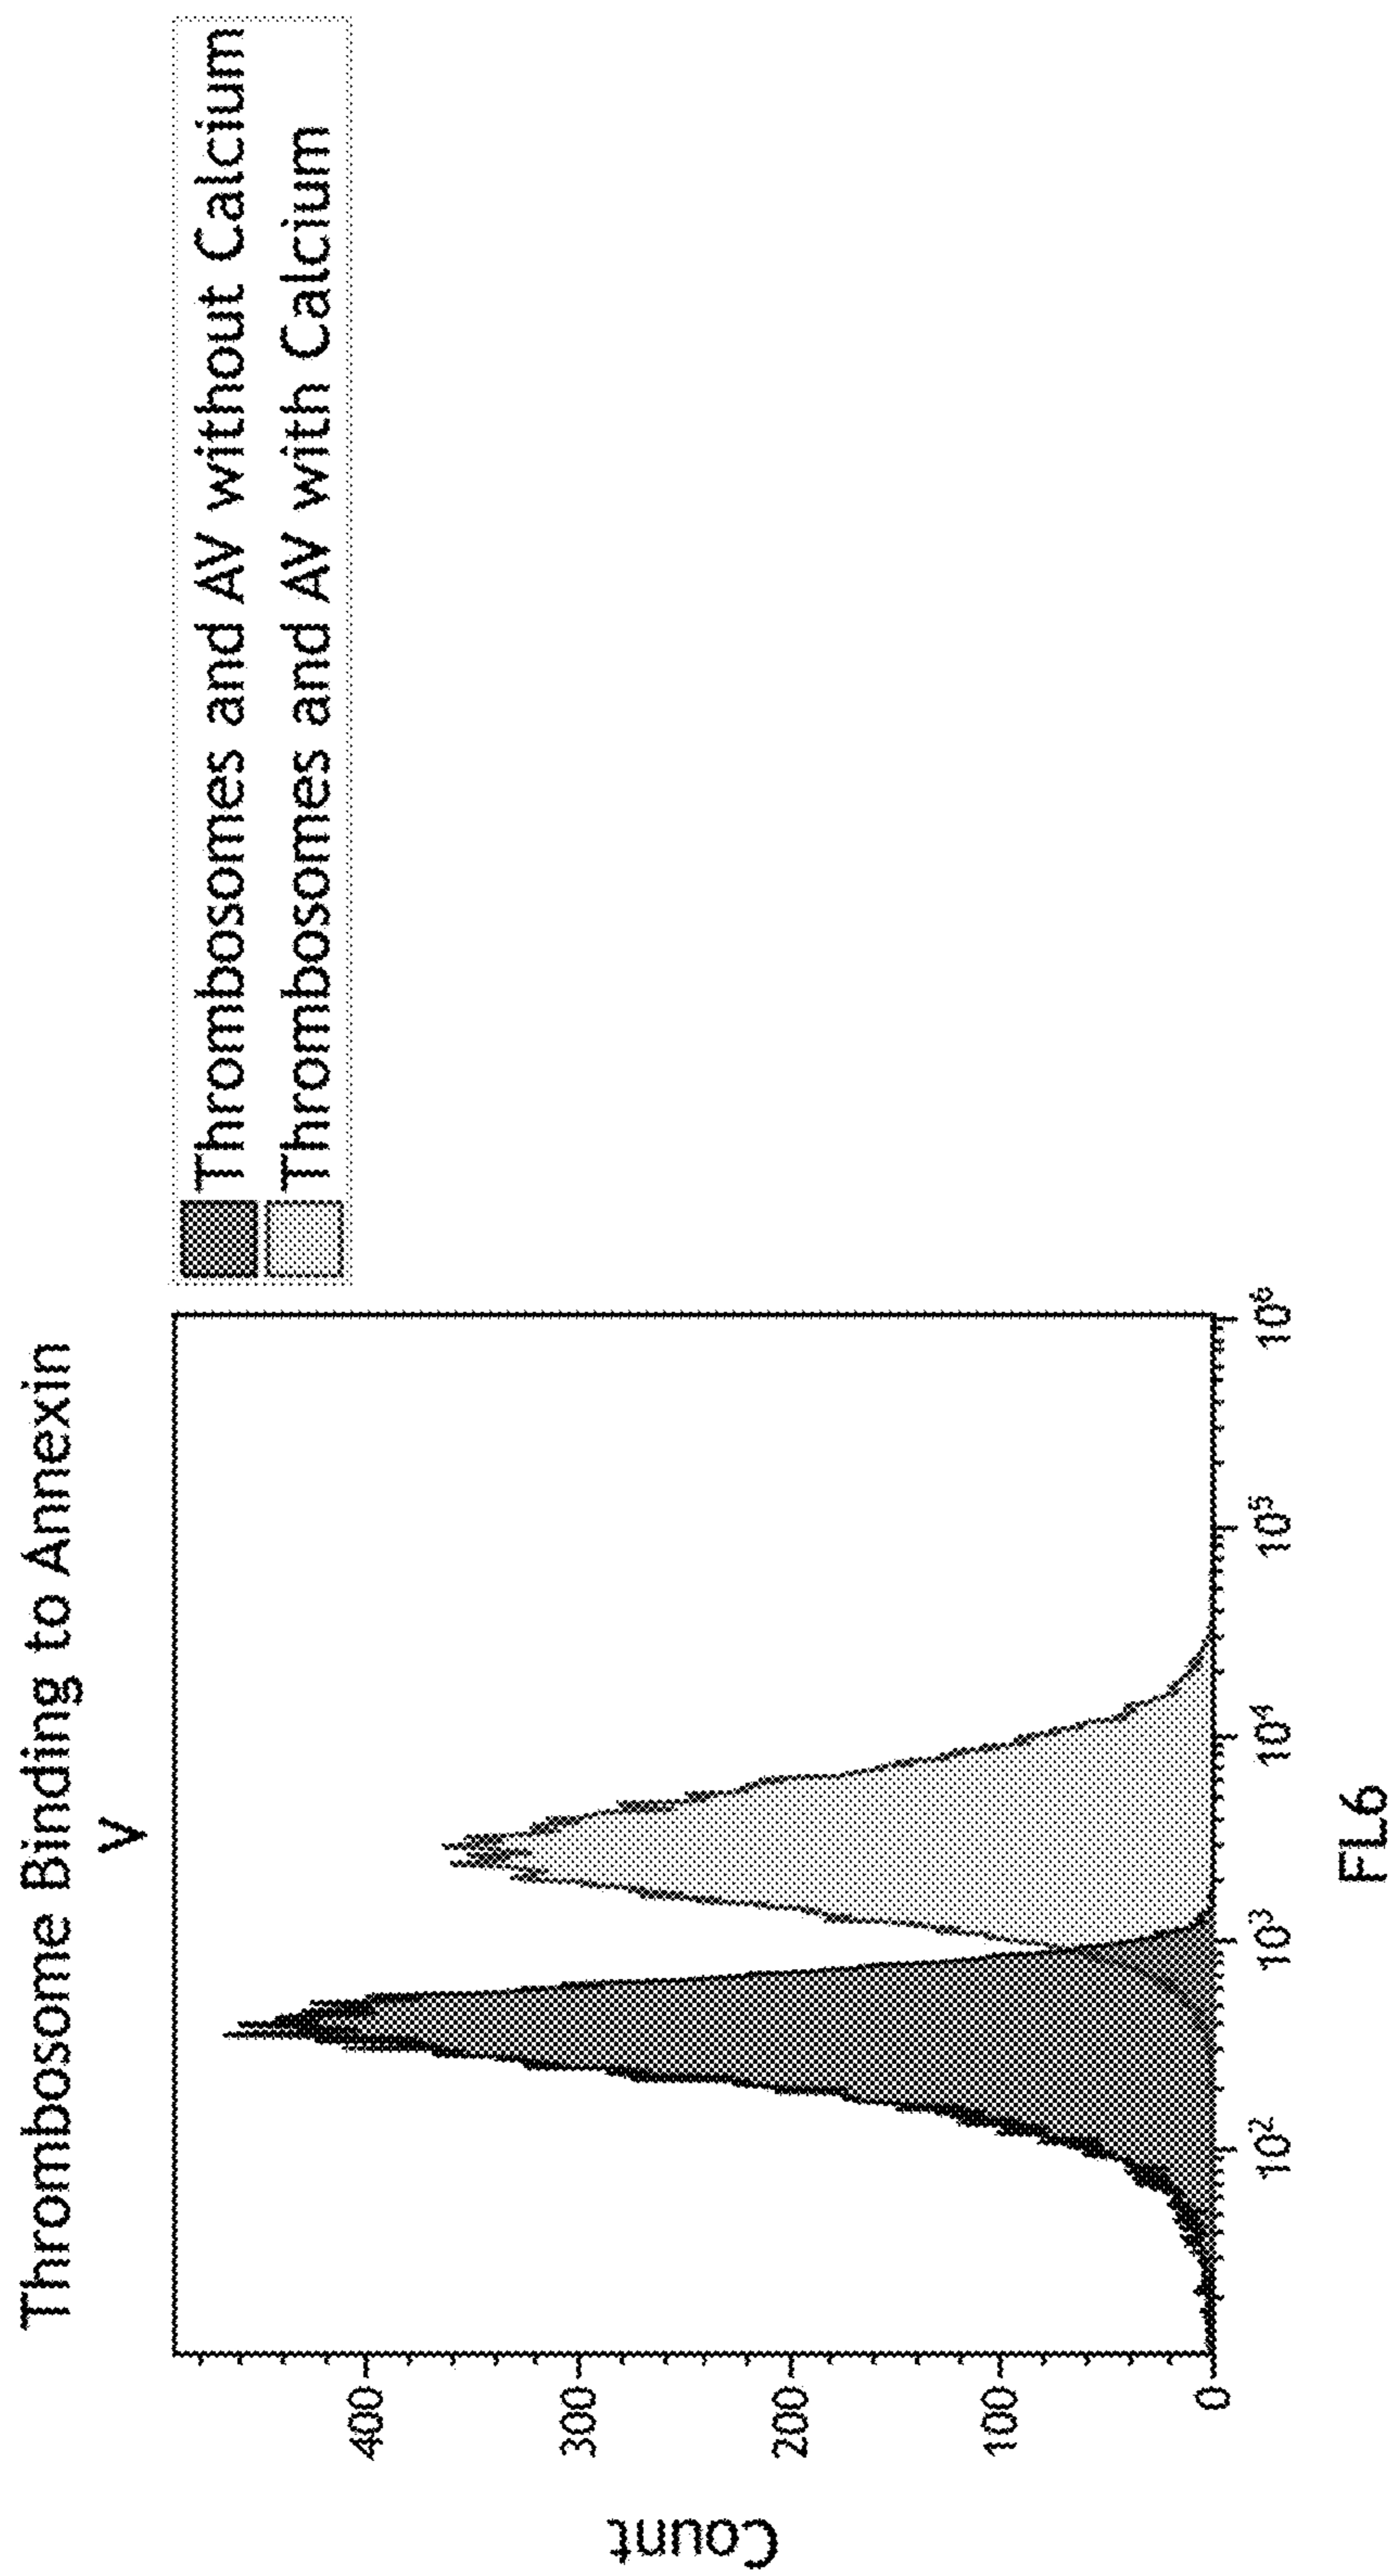 Thrombosome Binding to Annexin
V
Thrombosomes and AV without Calcium
Thrombosomes and AV with Calcium
Count
400
300
200
100
0
10²
10³
10⁴
10⁵
10⁶
FL6